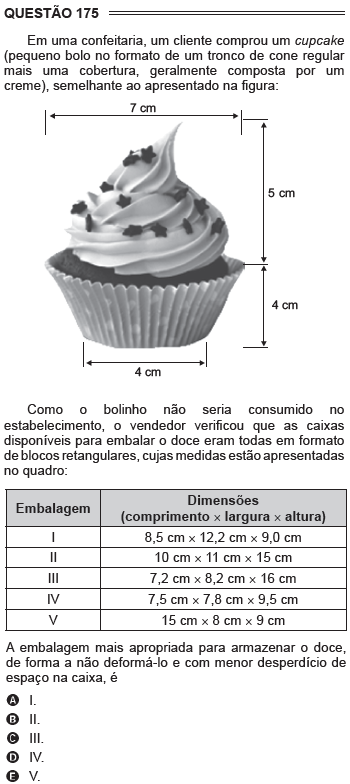 QUESTÃO 175
Em uma confeitaria, um cliente comprou um cupcake
(pequeno bolo no formato de um tronco de cone regular
mais uma cobertura, geralmente composta por um
creme), semelhante ao apresentado na figura:
7 cm
5 cm
4 cm
4 cm
Como o bolinho não seria consumido no
estabelecimento, o vendedor verificou que as caixas
disponíveis para embalar o doce eram todas em formato
de blocos retangulares, cujas medidas estão apresentadas
no quadro:
Embalagem Dimensões
(comprimento × largura × altura)
I 8,5 cm × 12,2 cm × 9,0 cm
II 10 cm × 11 cm × 15 cm
III 7,2 cm × 8,2 cm × 16 cm
IV 7,5 cm × 7,8 cm × 9,5 cm
V 15 cm × 8 cm × 9 cm
A embalagem mais apropriada para armazenar o doce,
de forma a não deformá-lo e com menor desperdício de
espaço na caixa, é
A I.
B II.
C III.
D IV.
E V.